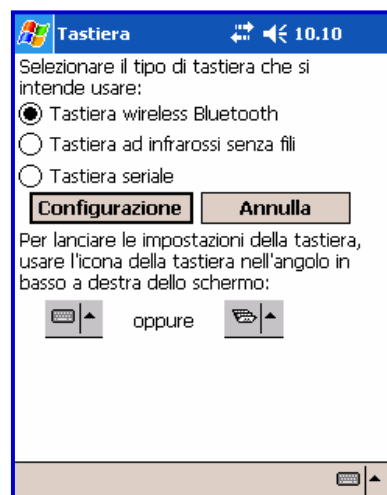 Tastiera 10.10
Selezionare il tipo di tastiera che si
intende usare:
Tastiera wireless Bluetooth
Tastiera ad infrarossi senza fili
Tastiera seriale
Configurazione Annulla
Per lanciare le impostazioni della tastiera,
usare l'icona della tastiera nell'angolo in
basso a destra dello schermo:
oppure